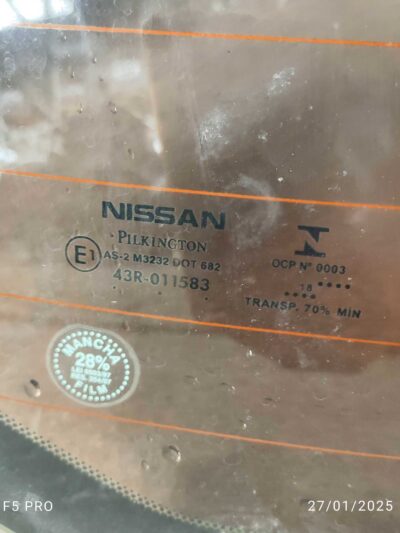 NISSAN
PILKINGTON
E1
AS-2 M3232 DOT 682
43R-011583
OCP Nº 0003
18
TRANSP. 70% MIN
MANCHA
28%
FILM
F5 PRO
27/01/2025